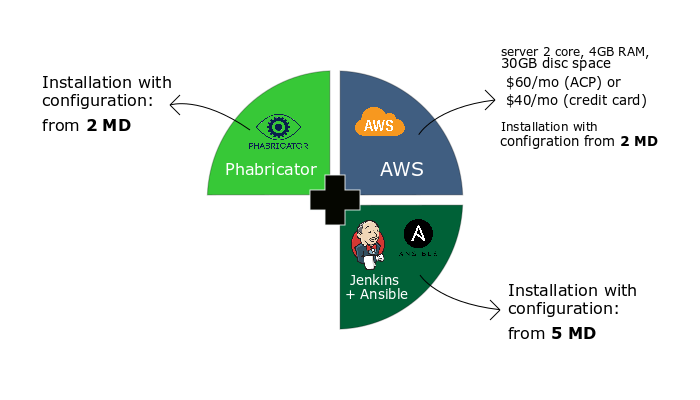 Installation with
configuration:
from 2 MD
PHABRICATOR
Phabricator
AWS
AWS
server 2 core, 4GB RAM,
30GB disc space
$60/mo (ACP) or
$40/mo (credit card)
Installation with
configration from 2 MD
ANSIBLE
Jenkins
+ Ansible
Installation with
configuration:
from 5 MD